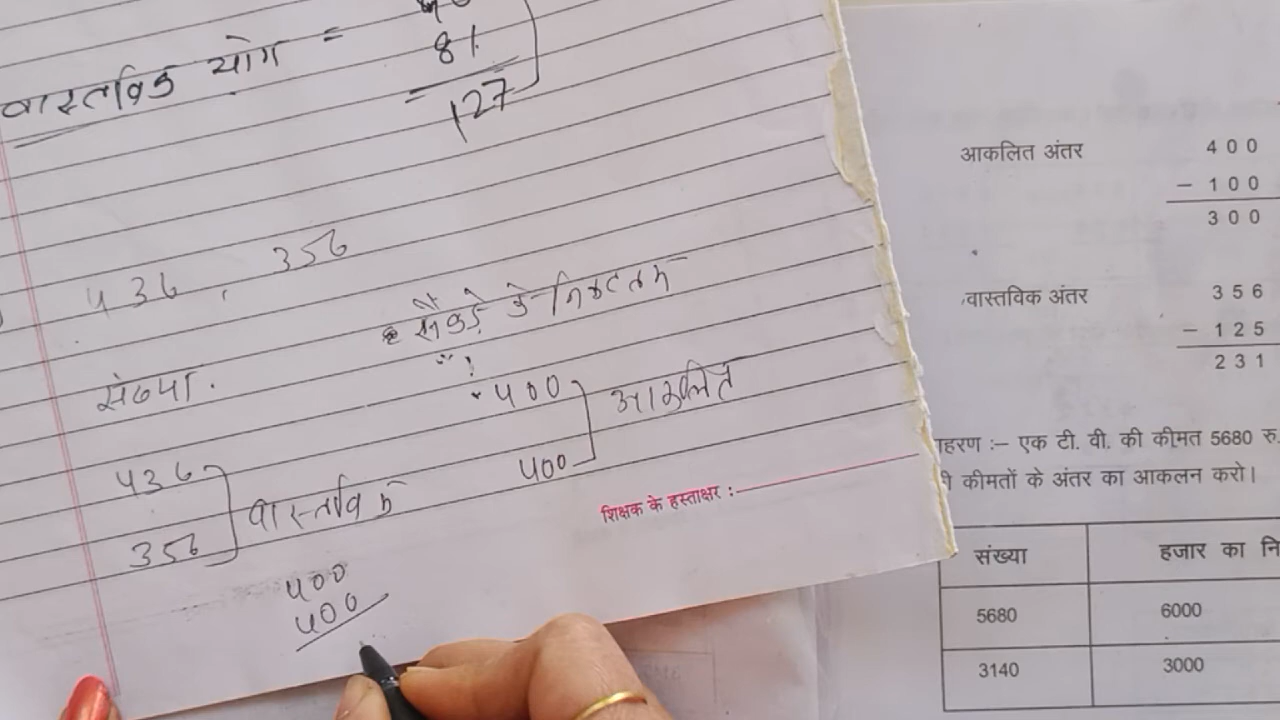 वास्तविक योग =
81
127
436 , 356
सैकड़े के निकटतम
संख्या .
400
आकलित
436
400
356
वास्तविक
शिक्षक के हस्ताक्षर :
400
400
आकलित अंतर
400
– 100
300
वास्तविक अंतर
356
– 125
231
हरण :– एक टी. वी. की कीमत 5680 रु.
कीमतों के अंतर का आकलन करो।
संख्या हजार का
5680 6000
3140 3000